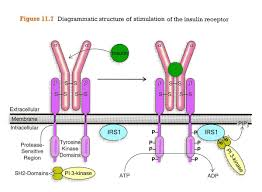 Figure 11.7 Diagrammatic structure of stimulation of the insulin receptor
Insulin
S S
S S
S S
S S
Extracellular
Membrane
Intracellular
IRS1
IRS1
PIP
Protease-
Sensitive
Region
Tyrosine
Kinase
Domains
P
P
P
P
P
P
SH2-Domains
PI 3-kinase
PI 3-kinase
ATP
ADP